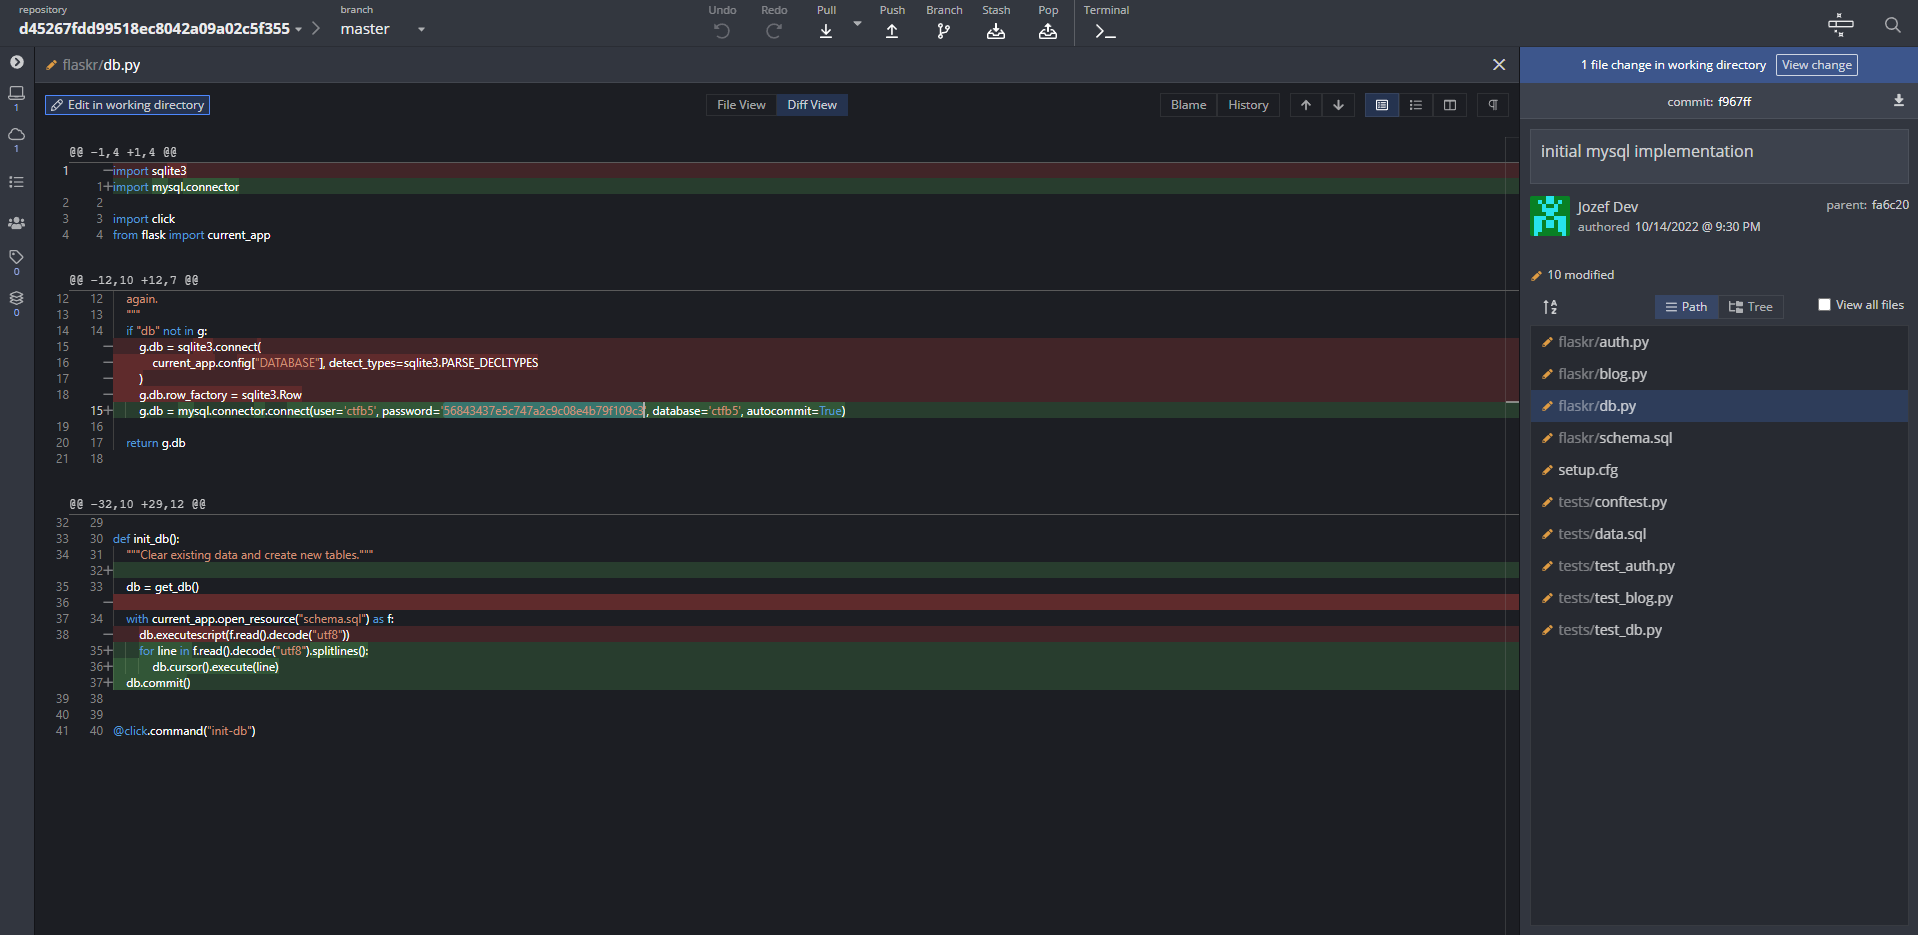 repository
d45267fdd99518ec8042a09a02c5f355
branch
master
Undo Redo Pull Push Branch Stash Pop Terminal
flaskr/db.py
1 file change in working directory View change
Edit in working directory
File View Diff View
Blame History
commit: f967ff
initial mysql implementation
Jozef Dev
authored 10/14/2022 @ 9:30 PM
parent: fa6c20
10 modified
Path Tree
View all files
flaskr/auth.py
flaskr/blog.py
flaskr/db.py
flaskr/schema.sql
setup.cfg
tests/conftest.py
tests/data.sql
tests/test_auth.py
tests/test_blog.py
tests/test_db.py
1
1
0
0
@@ -1,4 +1,4 @@
1 −import sqlite3
1+import mysql.connector
2 2
3 3 import click
4 4 from flask import current_app
@@ -12,10 +12,7 @@
12 12 again.
13 13 """
14 14 if "db" not in g:
15 − g.db = sqlite3.connect(
16 − current_app.config["DATABASE"], detect_types=sqlite3.PARSE_DECLTYPES
17 − )
18 − g.db.row_factory = sqlite3.Row
15+ g.db = mysql.connector.connect(user='ctfb5', password='56843437e5c747a2c9c08e4b79f109c3', database='ctfb5', autocommit=True)
19 16
20 17 return g.db
21 18
@@ -32,10 +29,12 @@
32 29
33 30 def init_db():
34 31 """Clear existing data and create new tables."""
32+
35 33 db = get_db()
36 −
37 34 with current_app.open_resource("schema.sql") as f:
38 − db.executescript(f.read().decode("utf8"))
35+ for line in f.read().decode("utf8").splitlines():
36+ db.cursor().execute(line)
37+ db.commit()
39 38
40 39
41 40 @click.command("init-db")